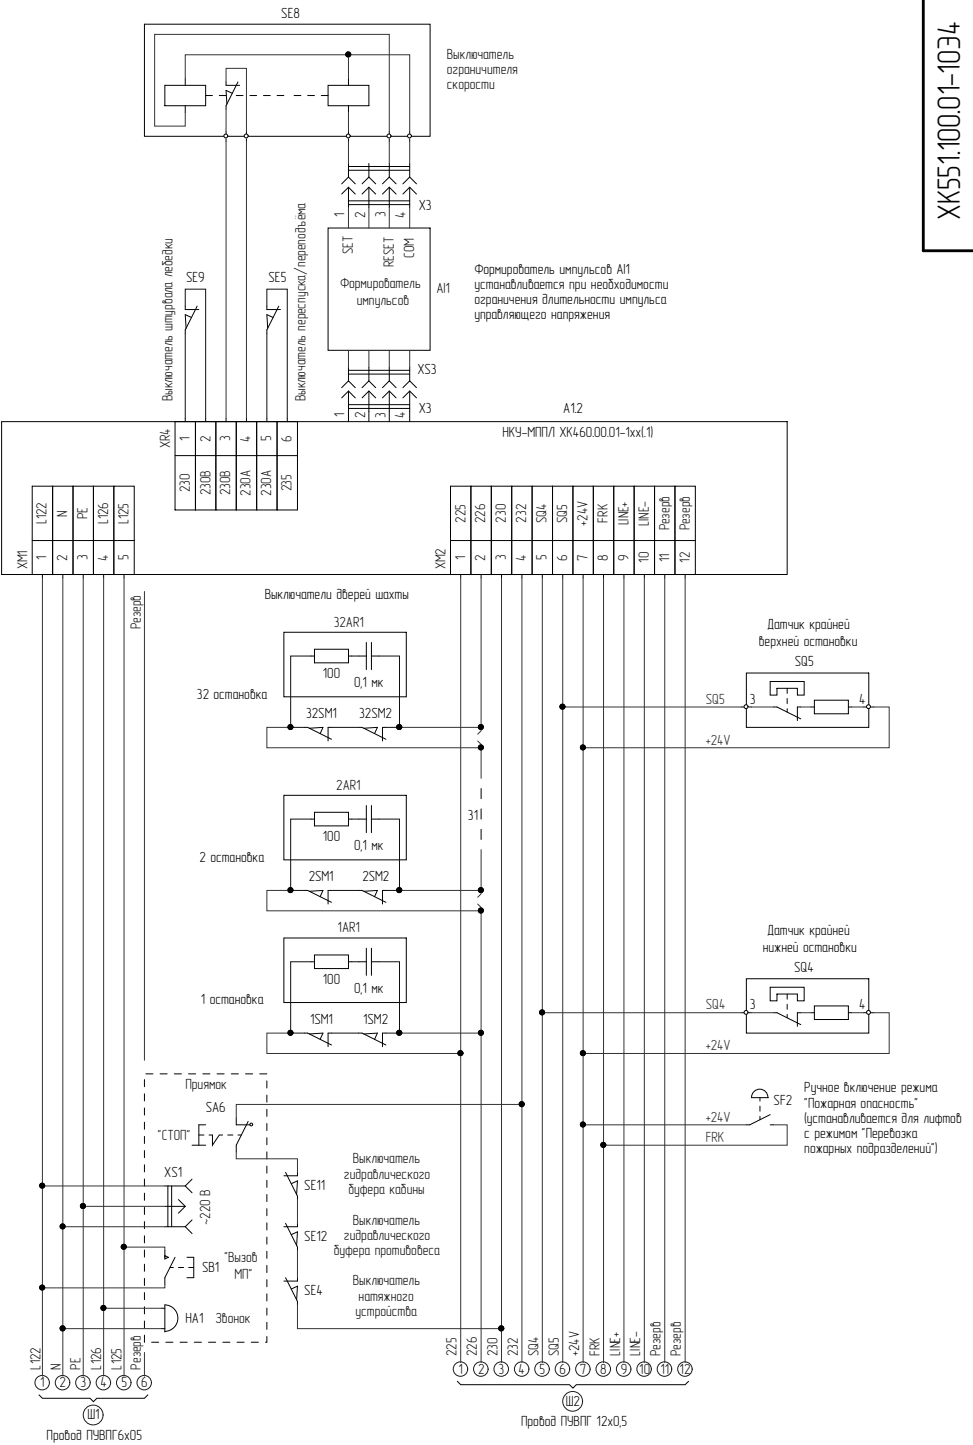 SE8
ХК551.100.01-10Э4
Выключатель
ограничителя
скорости
X3
1 2 3 4
SET RESET COM
Формирователь
импульсов
AI1
Формирователь импульсов AI1
устанавливается при необходимости
ограничения длительности импульса
управляющего напряжения
Выключатель штурвала лебедки
SE9
SE5
Выключатель переспуска/переподъёма
XS3
X3
1 2 3 4
A1.2
НКУ-МППЛ ХК460.00.01-1хх(.1)
XR4
1 2 3 4 5 6
230 230В 230В 230А 230А 235
L122 N PE L126 L125
XM1
1 2 3 4 5
225 226 230 232 SQ4 SQ5 +24V FRK LINE+ LINE- Резерв Резерв
XM2
1 2 3 4 5 6 7 8 9 10 11 12
Резерв
Выключатели дверей шахты
32AR1
100
0,1 мк
32 остановка
32SM1 32SM2
Датчик крайней
верхней остановки
SQ5
SQ5
3 4
+24V
2AR1
31
100
0,1 мк
2 остановка
2SM1 2SM2
1AR1
100
0,1 мк
1 остановка
1SM1 1SM2
Датчик крайней
нижней остановки
SQ4
SQ4
3 4
+24V
Приямок
SA6
"СТОП"
XS1
~220 В
SB1
"Вызов
МП"
HA1 Звонок
Выключатель
гидравлического
буфера кабины
SE11
Выключатель
гидравлического
буфера противовеса
SE12
Выключатель
натяжного
устройства
SE4
+24V
FRK
SF2
Ручное включение режима
"Пожарная опасность"
(устанавливается для лифтов
с режимом "Перевозка
пожарных подразделений")
L122 N PE L126 L125 Резерв
1 2 3 4 5 6
Ш1
Провод ПУВПГ6х05
225 226 230 232 SQ4 SQ5 +24V FRK LINE+ LINE- Резерв Резерв
1 2 3 4 5 6 7 8 9 10 11 12
Ш2
Провод ПУВПГ 12х0,5